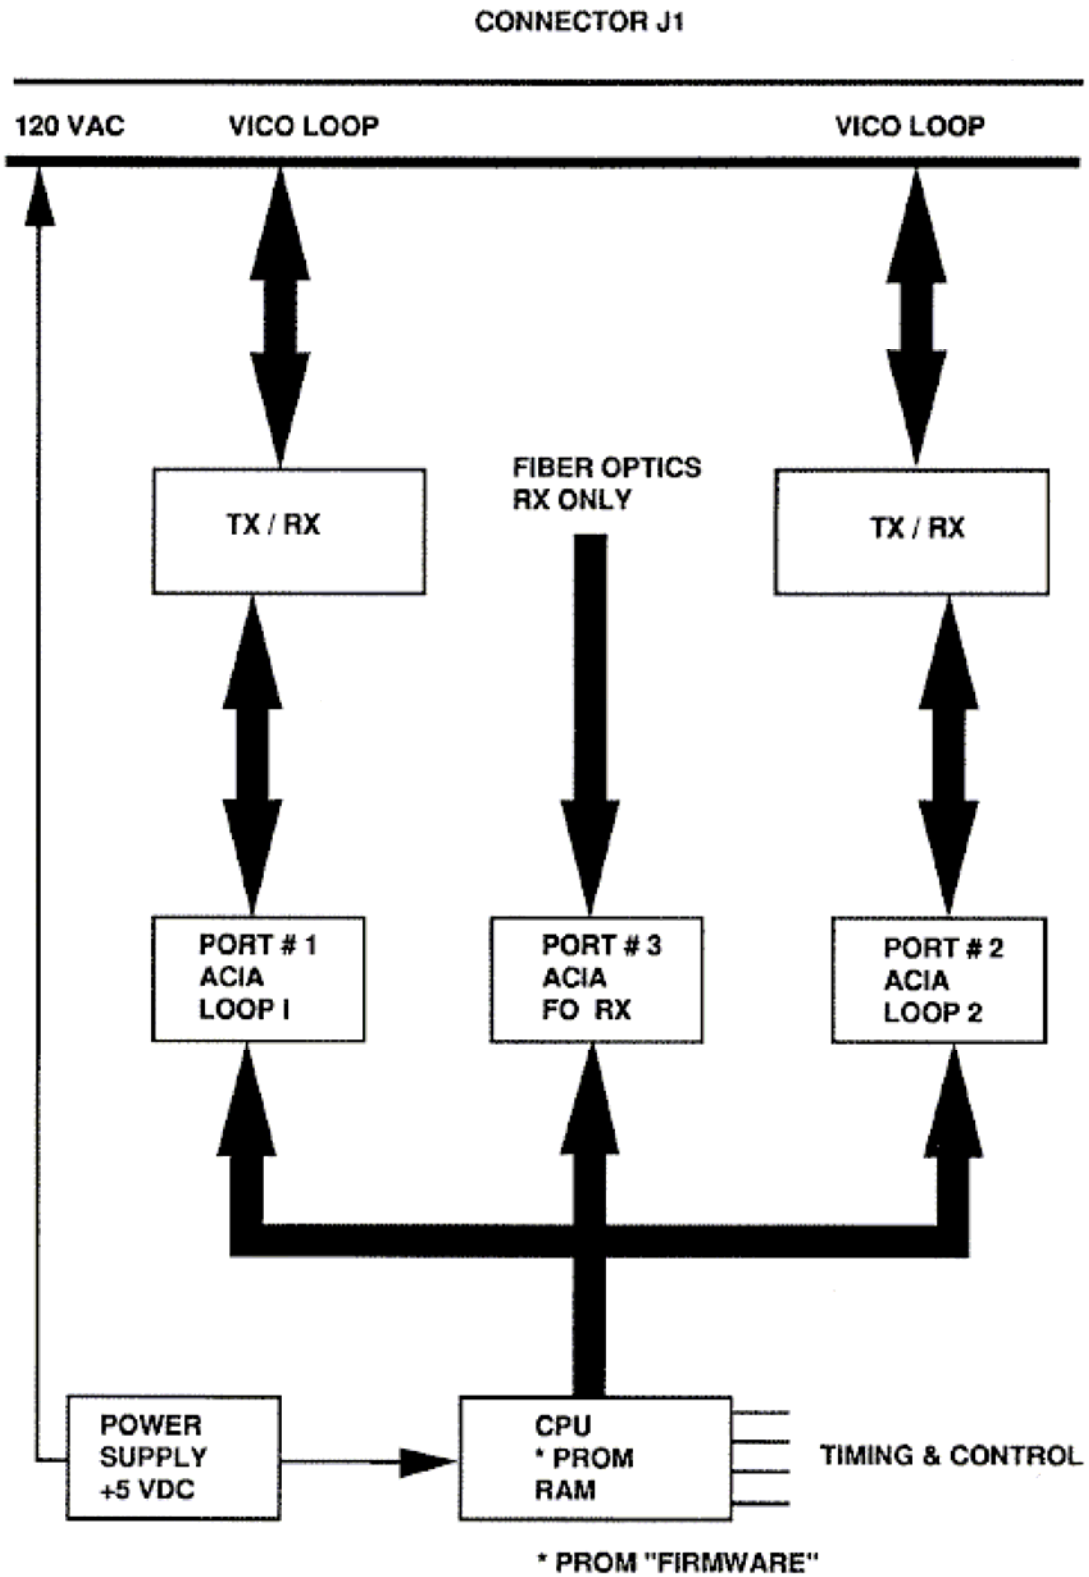 CONNECTOR J1
120 VAC
VICO LOOP
VICO LOOP
FIBER OPTICS
RX ONLY
TX / RX
TX / RX
PORT # 1
ACIA
LOOP I
PORT # 3
ACIA
FO RX
PORT # 2
ACIA
LOOP 2
POWER
SUPPLY
+5 VDC
CPU
* PROM
RAM
TIMING & CONTROL
* PROM "FIRMWARE"